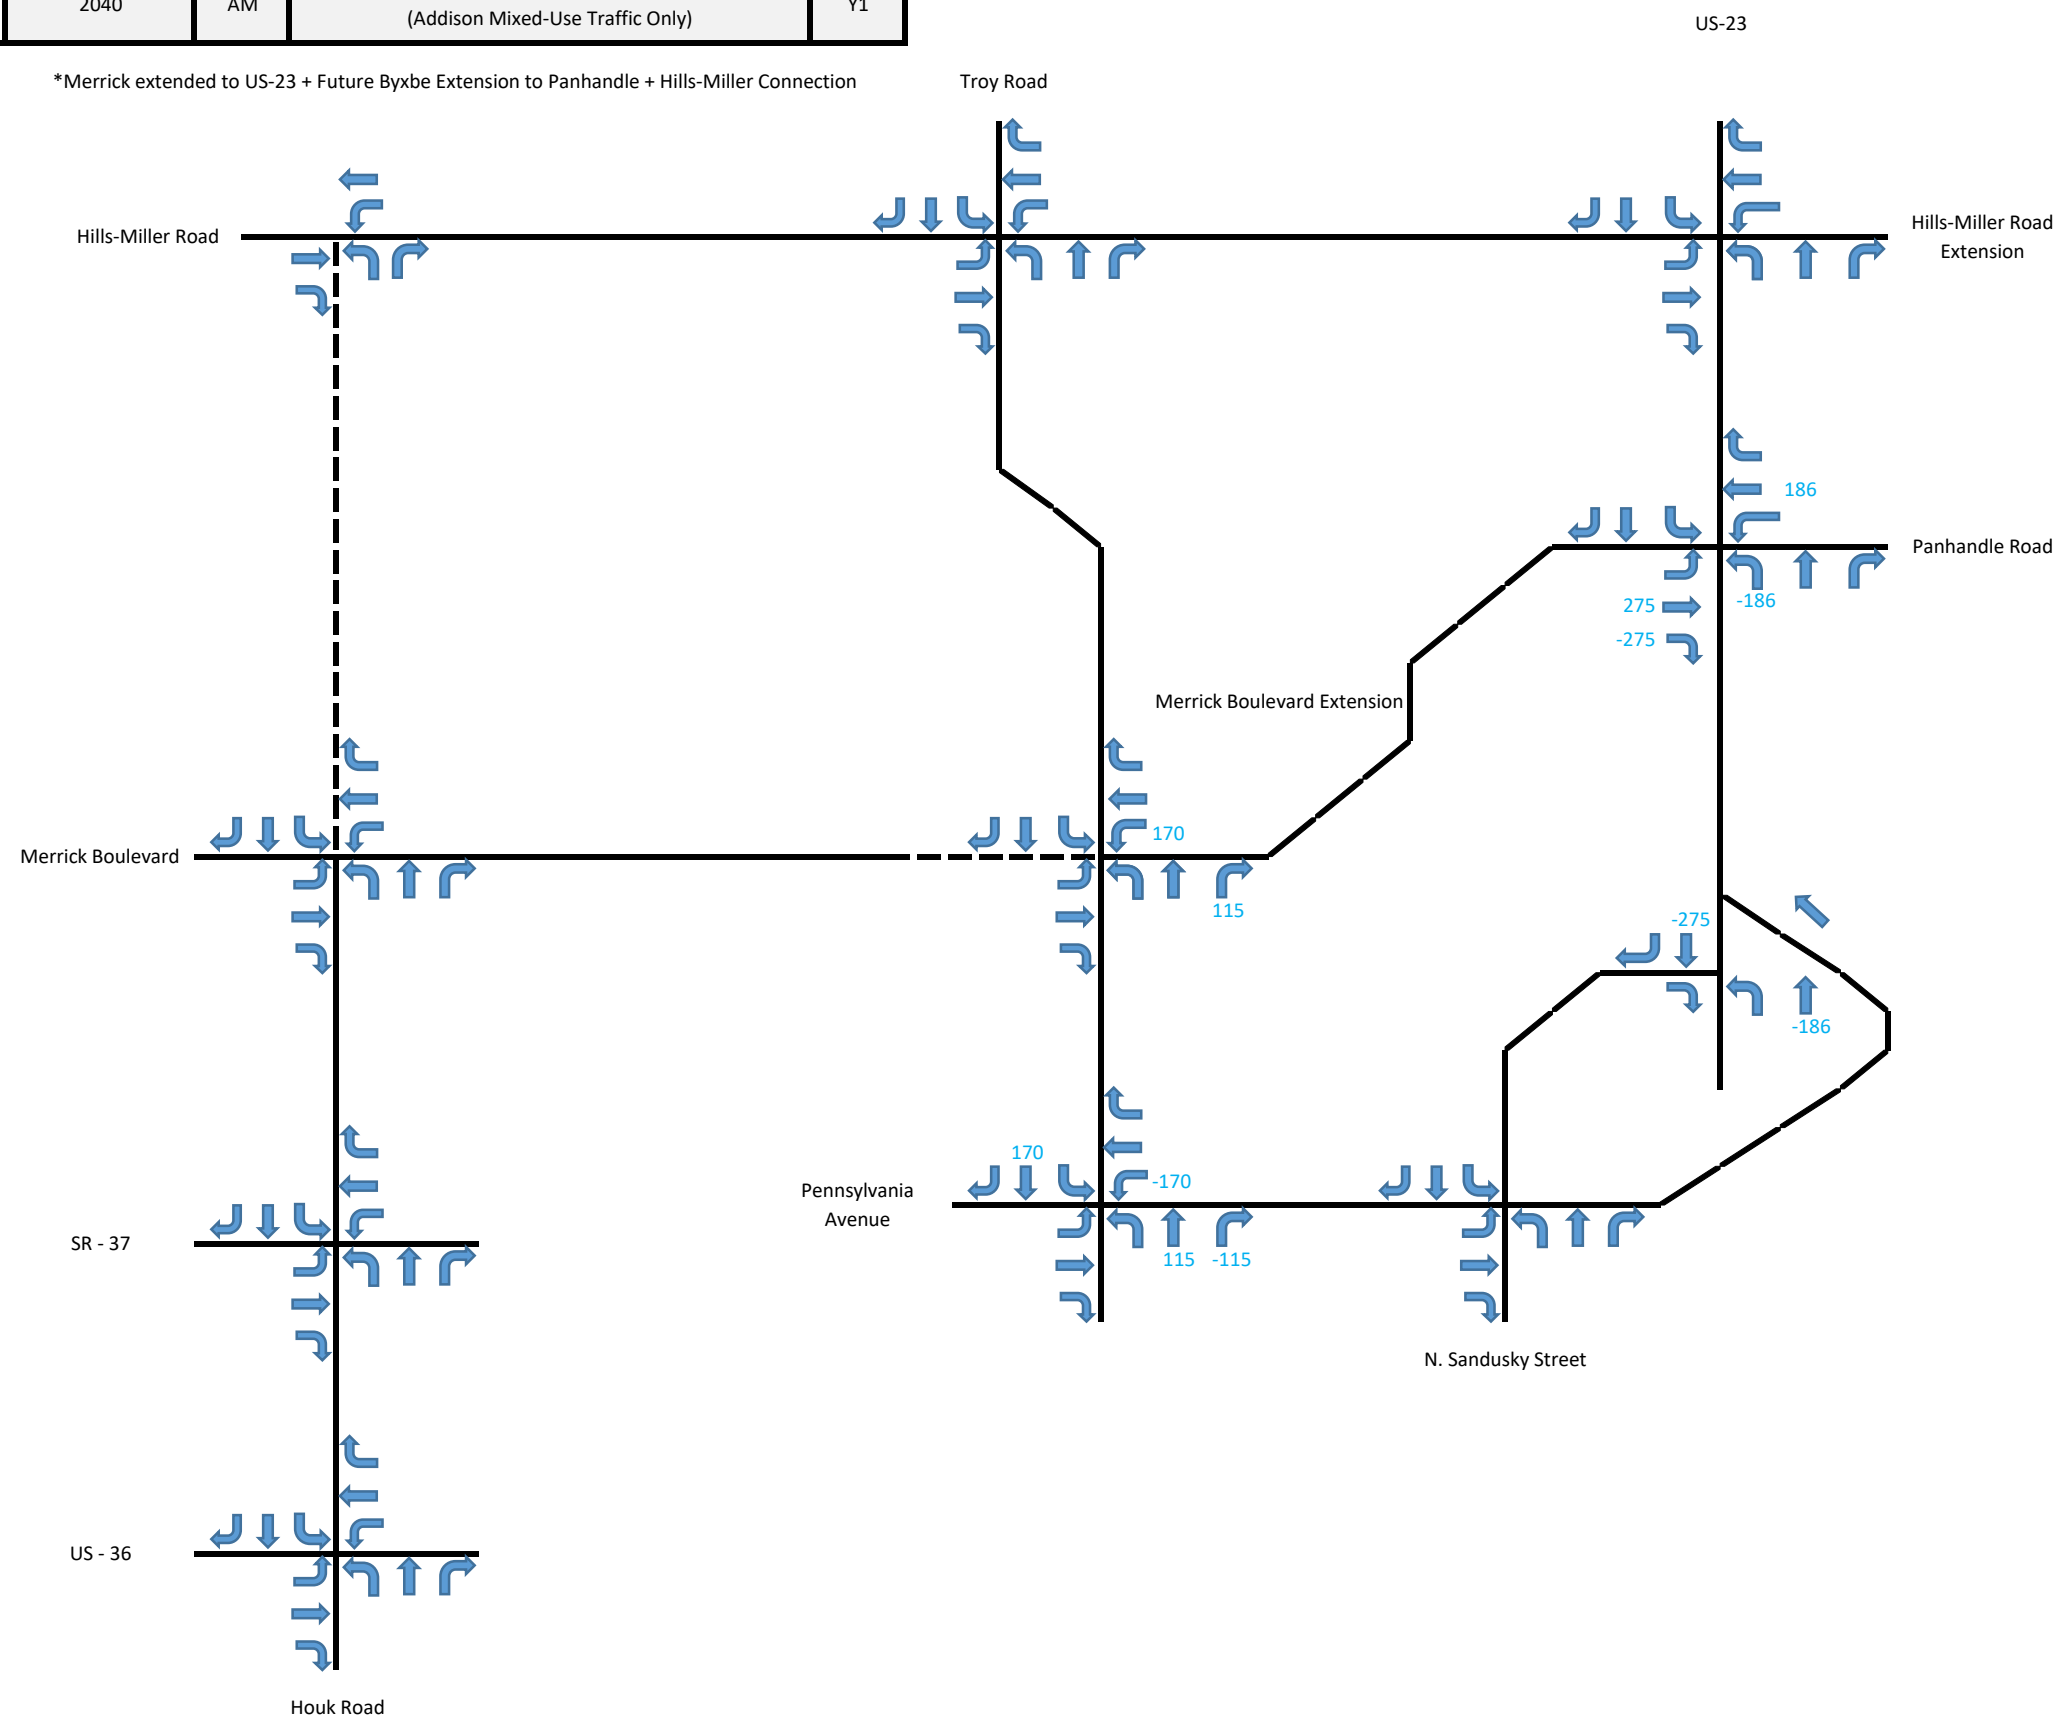 2040 AM (Addison Mixed-Use Traffic Only) Y1
US-23
*Merrick extended to US-23 + Future Byxbe Extension to Panhandle + Hills-Miller Connection
Troy Road
Hills-Miller Road
Hills-Miller Road
Extension
186
Panhandle Road
275
-186
-275
Merrick Boulevard Extension
170
Merrick Boulevard
115
-275
-186
170
-170
Pennsylvania
Avenue
SR - 37
115 -115
N. Sandusky Street
US - 36
Houk Road